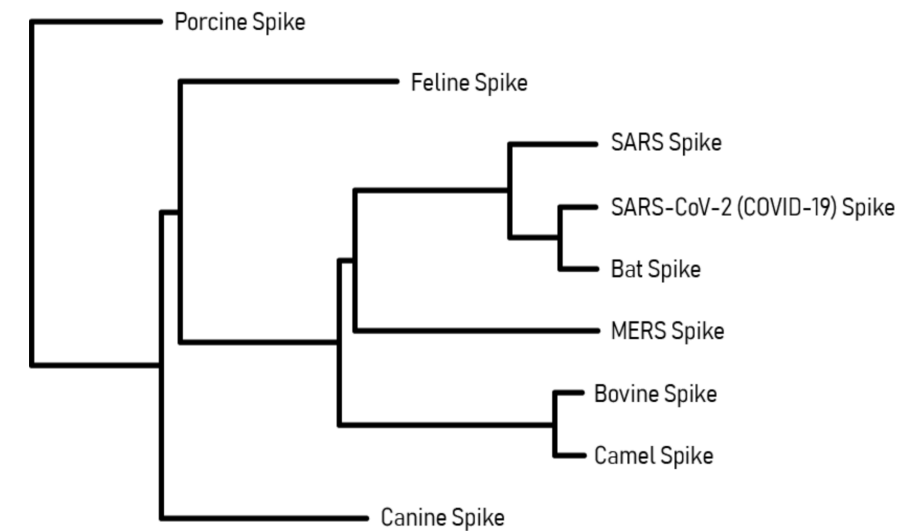 Porcine Spike
Feline Spike
SARS Spike
SARS-CoV-2 (COVID-19) Spike
Bat Spike
MERS Spike
Bovine Spike
Camel Spike
Canine Spike